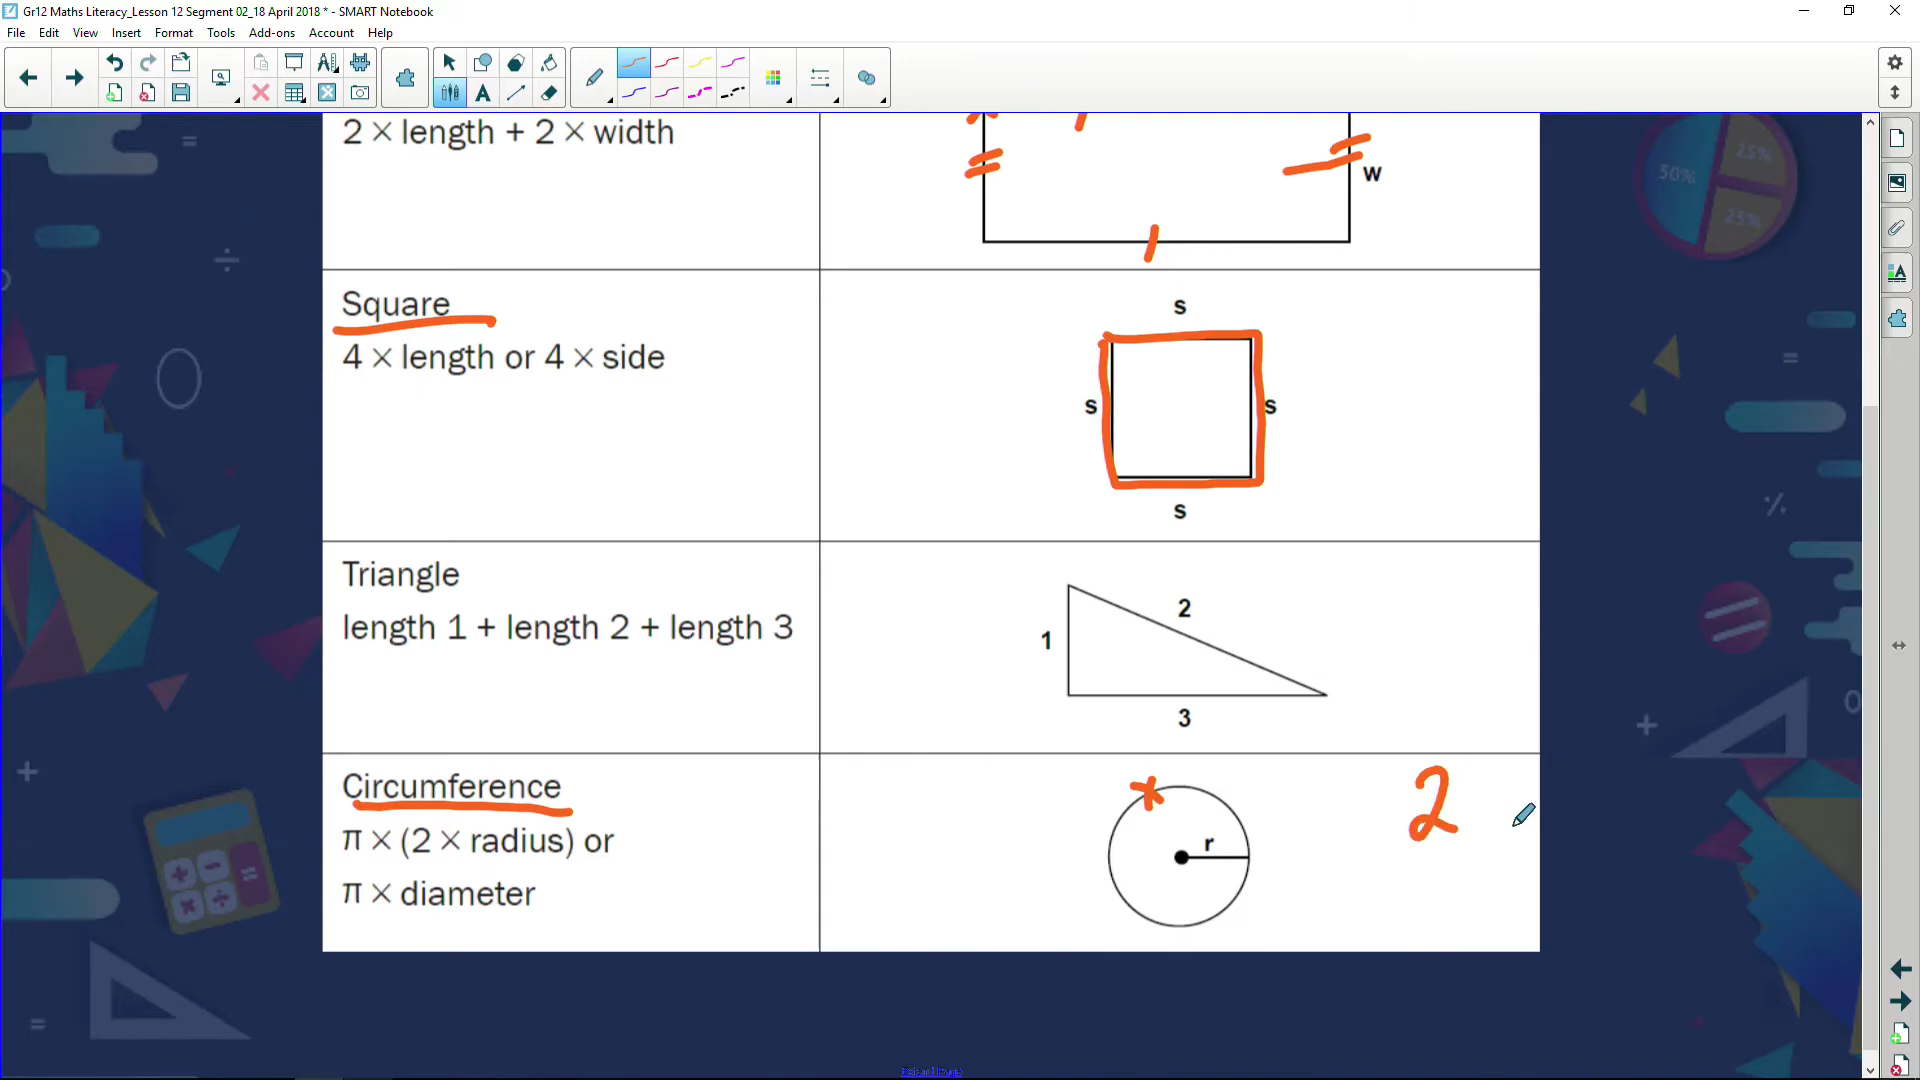 Gr12 Maths Literacy_Lesson 12 Segment 02_18 April 2018 * - SMART Notebook
File Edit View Insert Format Tools Add-ons Account Help
2 × length + 2 × width
w
50%
25%
25%
Square
4 × length or 4 × side
s
s
s
s
Triangle
length 1 + length 2 + length 3
1
2
3
Circumference
π × (2 × radius) or
π × diameter
r
2